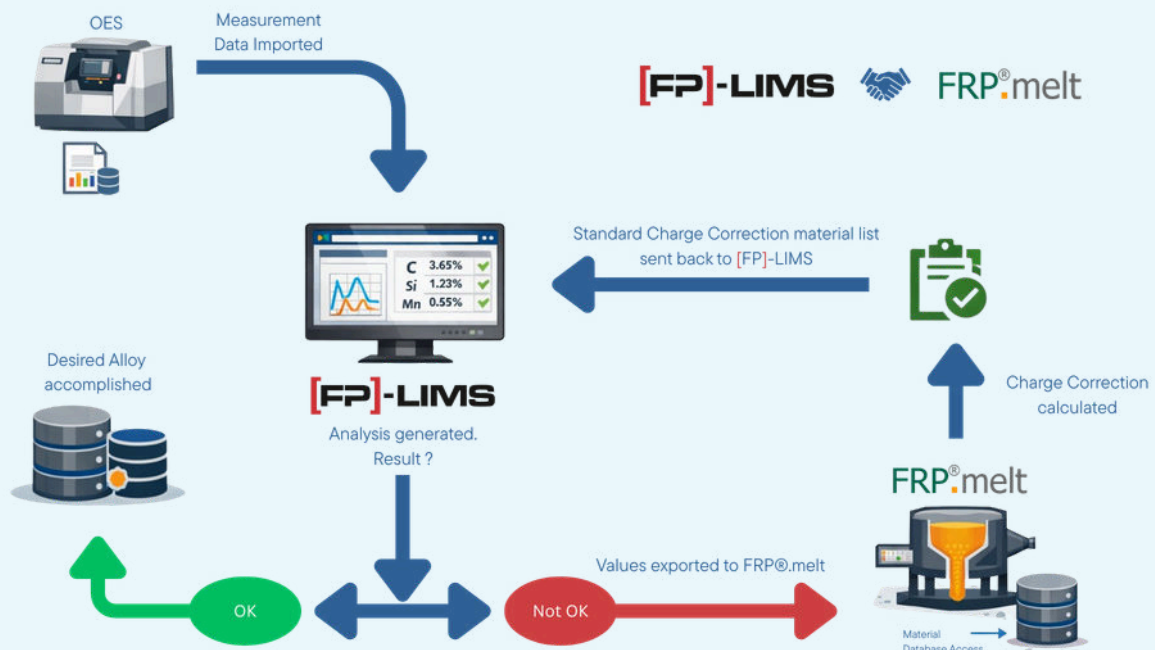 OES
Measurement
Data Imported
[FP]-LIMS
FRP®.melt
Standard Charge Correction material list
sent back to [FP]-LIMS
C 3.65%
Si 1.23%
Mn 0.55%
Desired Alloy
accomplished
[FP]-LIMS
Analysis generated.
Result ?
Charge Correction
calculated
FRP®.melt
Values exported to FRP®.melt
OK
Not OK
Material
Database Access